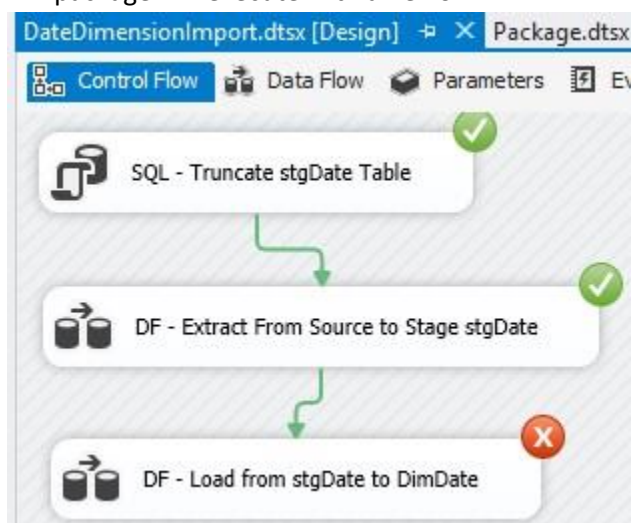 DateDimensionImport.dtsx [Design] Package.dtsx
Control Flow Data Flow Parameters Ev
SQL - Truncate stgDate Table
DF - Extract From Source to Stage stgDate
DF - Load from stgDate to DimDate